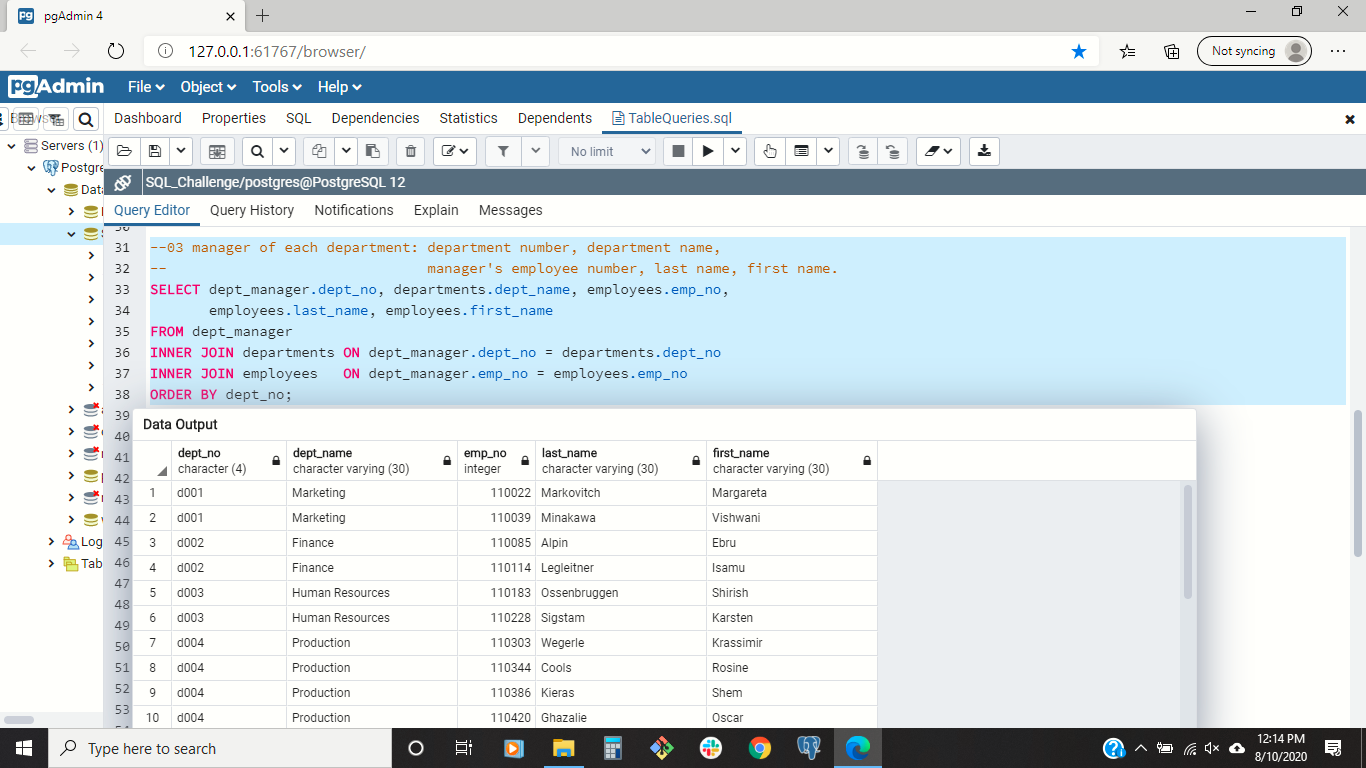 pgAdmin 4
127.0.0.1:61767/browser/
Not syncing
pgAdmin File Object Tools Help
Dashboard Properties SQL Dependencies Statistics Dependents TableQueries.sql
Servers (1)
No limit
SQL_Challenge/postgres@PostgreSQL 12
Query Editor Query History Notifications Explain Messages
31 --03 manager of each department: department number, department name,
32 -- manager's employee number, last name, first name.
33 SELECT dept_manager.dept_no, departments.dept_name, employees.emp_no,
34 employees.last_name, employees.first_name
35 FROM dept_manager
36 INNER JOIN departments ON dept_manager.dept_no = departments.dept_no
37 INNER JOIN employees ON dept_manager.emp_no = employees.emp_no
38 ORDER BY dept_no;
39
40
41
42
43
44
45
46
47
48
49
50
51
52
53
Data Output
dept_no dept_name emp_no last_name first_name
character (4) character varying (30) integer character varying (30) character varying (30)
1 d001 Marketing 110022 Markovitch Margareta
2 d001 Marketing 110039 Minakawa Vishwani
3 d002 Finance 110085 Alpin Ebru
4 d002 Finance 110114 Legleitner Isamu
5 d003 Human Resources 110183 Ossenbruggen Shirish
6 d003 Human Resources 110228 Sigstam Karsten
7 d004 Production 110303 Wegerle Krassimir
8 d004 Production 110344 Cools Rosine
9 d004 Production 110386 Kieras Shem
10 d004 Production 110420 Ghazalie Oscar
Type here to search
12:14 PM
8/10/2020